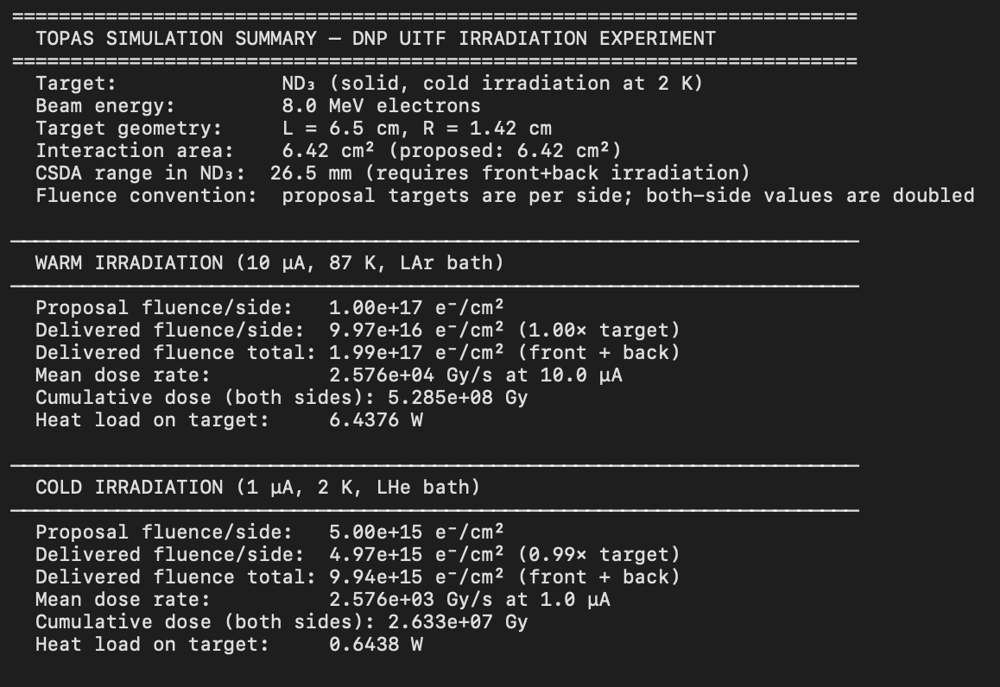 ========================================================================
TOPAS SIMULATION SUMMARY — DNP UITF IRRADIATION EXPERIMENT
========================================================================
Target: ND₃ (solid, cold irradiation at 2 K)
Beam energy: 8.0 MeV electrons
Target geometry: L = 6.5 cm, R = 1.42 cm
Interaction area: 6.42 cm² (proposed: 6.42 cm²)
CSDA range in ND₃: 26.5 mm (requires front+back irradiation)
Fluence convention: proposal targets are per side; both-side values are doubled
────────────────────────────────────────────────────────────────────────
WARM IRRADIATION (10 μA, 87 K, LAr bath)
────────────────────────────────────────────────────────────────────────
Proposal fluence/side: 1.00e+17 e⁻/cm²
Delivered fluence/side: 9.97e+16 e⁻/cm² (1.00× target)
Delivered fluence total: 1.99e+17 e⁻/cm² (front + back)
Mean dose rate: 2.576e+04 Gy/s at 10.0 μA
Cumulative dose (both sides): 5.285e+08 Gy
Heat load on target: 6.4376 W
────────────────────────────────────────────────────────────────────────
COLD IRRADIATION (1 μA, 2 K, LHe bath)
────────────────────────────────────────────────────────────────────────
Proposal fluence/side: 5.00e+15 e⁻/cm²
Delivered fluence/side: 4.97e+15 e⁻/cm² (0.99× target)
Delivered fluence total: 9.94e+15 e⁻/cm² (front + back)
Mean dose rate: 2.576e+03 Gy/s at 1.0 μA
Cumulative dose (both sides): 2.633e+07 Gy
Heat load on target: 0.6438 W